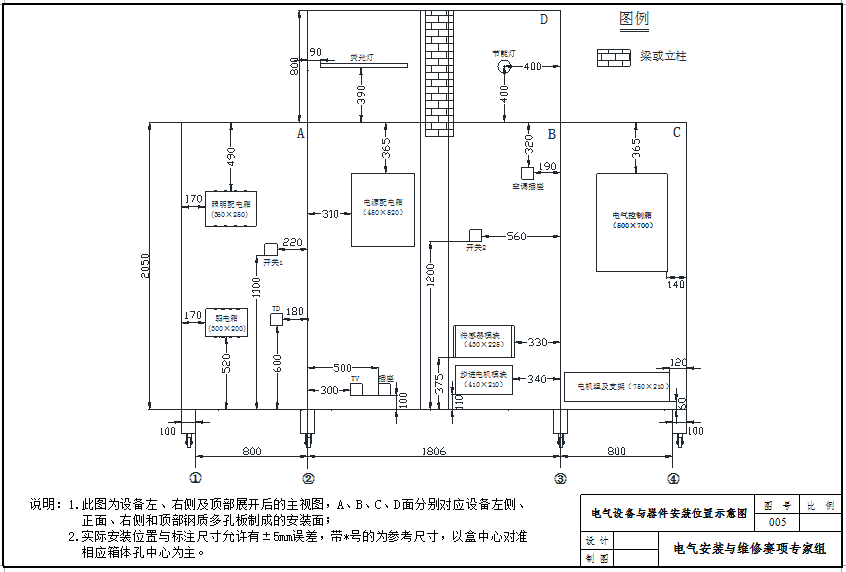 D
图例
90
荧光灯
节能灯
梁或立柱
800
390
400
400
A
B
C
490
365
320
365
190
空调插座
170
照明配电箱
(350×250)
310
电源配电箱
(450×520)
电气控制箱
(500×700)
220
开关1
560
开关2
2050
1100
1200
140
170
弱电箱
(300×200)
TD
180
传感器模块
(430×225)
330
520
600
500
300
TV
插座
100
375
步进电机模块
(410×210)
340
110
120
电机组及支架(750×210)
60
100
100
800
1806
800
①
②
③
④
说明：1.此图为设备左、右侧及顶部展开后的主视图，A、B、C、D面分别对应设备左侧、
正面、右侧和顶部钢质多孔板制成的安装面；
2.实际安装位置与标注尺寸允许有±5mm误差，带*号的为参考尺寸，以盒中心对准
相应箱体孔中心为主。
电气设备与器件安装位置示意图
图 号
比 例
005
设 计
制 图
电气安装与维修赛项专家组